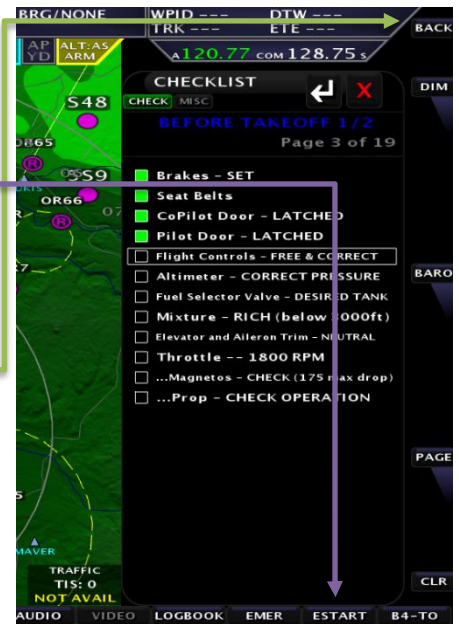 BRG/NONE
WPID --- DTW ---
TRK --- ETE ---
BACK
AP YD
ALT:AS ARM
A120.77 COM 128.75 S
DIM
CHECKLIST
CHECK MISC
X
BEFORE TAKEOFF 1/2
Page 3 of 19
S48
OR66
Brakes - SET
Seat Belts
CoPilot Door - LATCHED
Pilot Door - LATCHED
Flight Controls - FREE & CORRECT
Altimeter - CORRECT PRESSURE
BARO
Fuel Selector Valve - DESIRED TANK
Mixture - RICH (below 3000ft)
Elevator and Aileron Trim - NEUTRAL
Throttle -- 1800 RPM
...Magnetos - CHECK (175 max drop)
...Prop - CHECK OPERATION
PAGE
MAVER
TRAFFIC
TIS: 0
NOT AVAIL
CLR
AUDIO VIDEO LOGBOOK EMER ESTART B4-TO